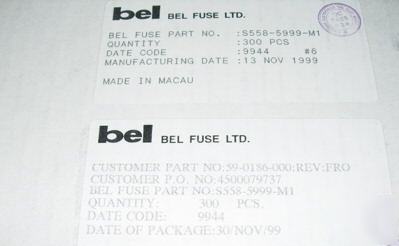 bel BEL FUSE LTD.
BEL FUSE PART NO. :S558-5999-M1
QUANTITY :300 PCS
DATE CODE :9944 #6
MANUFACTURING DATE :13 NOV 1999
MADE IN MACAU
bel BEL FUSE LTD.
CUSTOMER PART NO:59-0186-000;REV:FRO
CUSTOMER P.O. NO:4500079737
BEL FUSE PART NO:S558-5999-M1
QUANTITY: 300 PCS.
DATE CODE: 9944
DATE OF PACKAGE:30/NOV/99